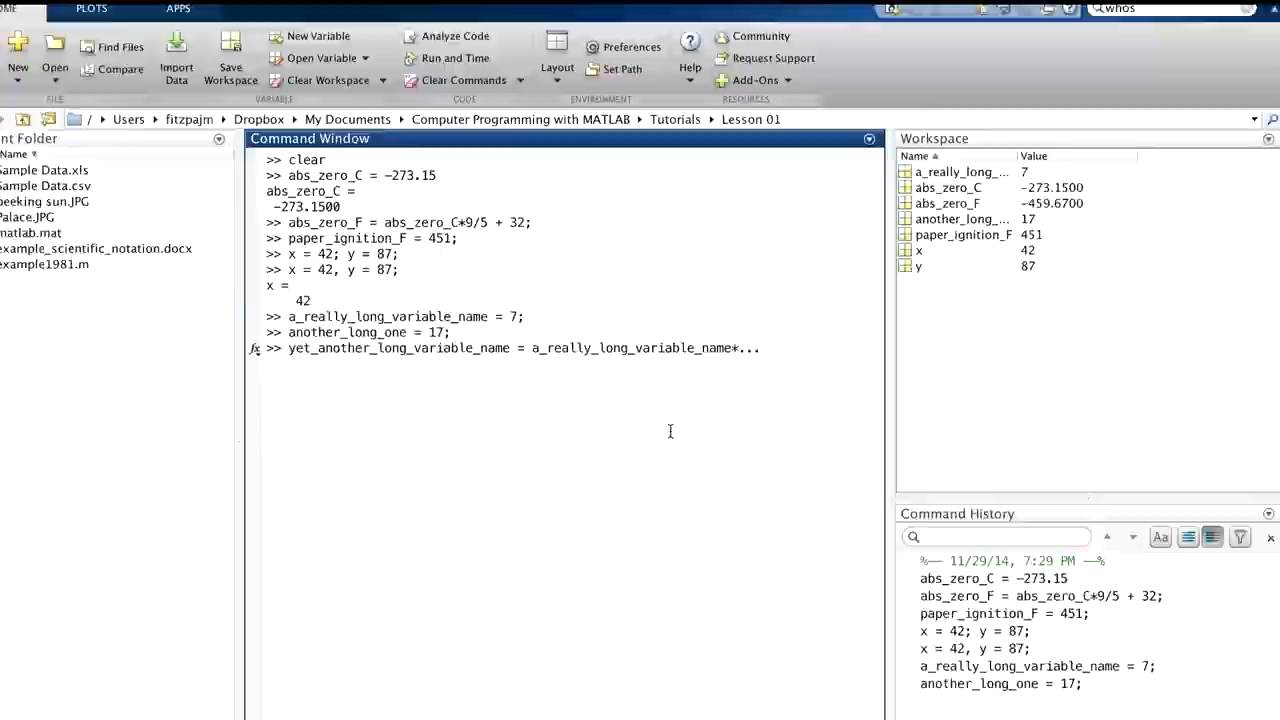 OME PLOTS APPS whos
New Open Find Files Compare Import Data Save Workspace New Variable Open Variable Clear Workspace Analyze Code Run and Time Clear Commands Layout Preferences Set Path Help Community Request Support Add-Ons
FILE VARIABLE CODE ENVIRONMENT RESOURCES
/ Users fitzpajm Dropbox My Documents Computer Programming with MATLAB Tutorials Lesson 01
nt Folder
Name
Sample Data.xls
Sample Data.csv
peeking sun.JPG
Palace.JPG
matlab.mat
example_scientific_notation.docx
example1981.m
Command Window
>> clear
>> abs_zero_C = -273.15
abs_zero_C =
-273.1500
>> abs_zero_F = abs_zero_C*9/5 + 32;
>> paper_ignition_F = 451;
>> x = 42; y = 87;
>> x = 42, y = 87;
x =
42
>> a_really_long_variable_name = 7;
>> another_long_one = 17;
fx >> yet_another_long_variable_name = a_really_long_variable_name*...
Workspace
Name Value
a_really_long_... 7
abs_zero_C -273.1500
abs_zero_F -459.6700
another_long_... 17
paper_ignition_F 451
x 42
y 87
Command History
Aa
%-- 11/29/14, 7:29 PM --%
abs_zero_C = -273.15
abs_zero_F = abs_zero_C*9/5 + 32;
paper_ignition_F = 451;
x = 42; y = 87;
x = 42, y = 87;
a_really_long_variable_name = 7;
another_long_one = 17;